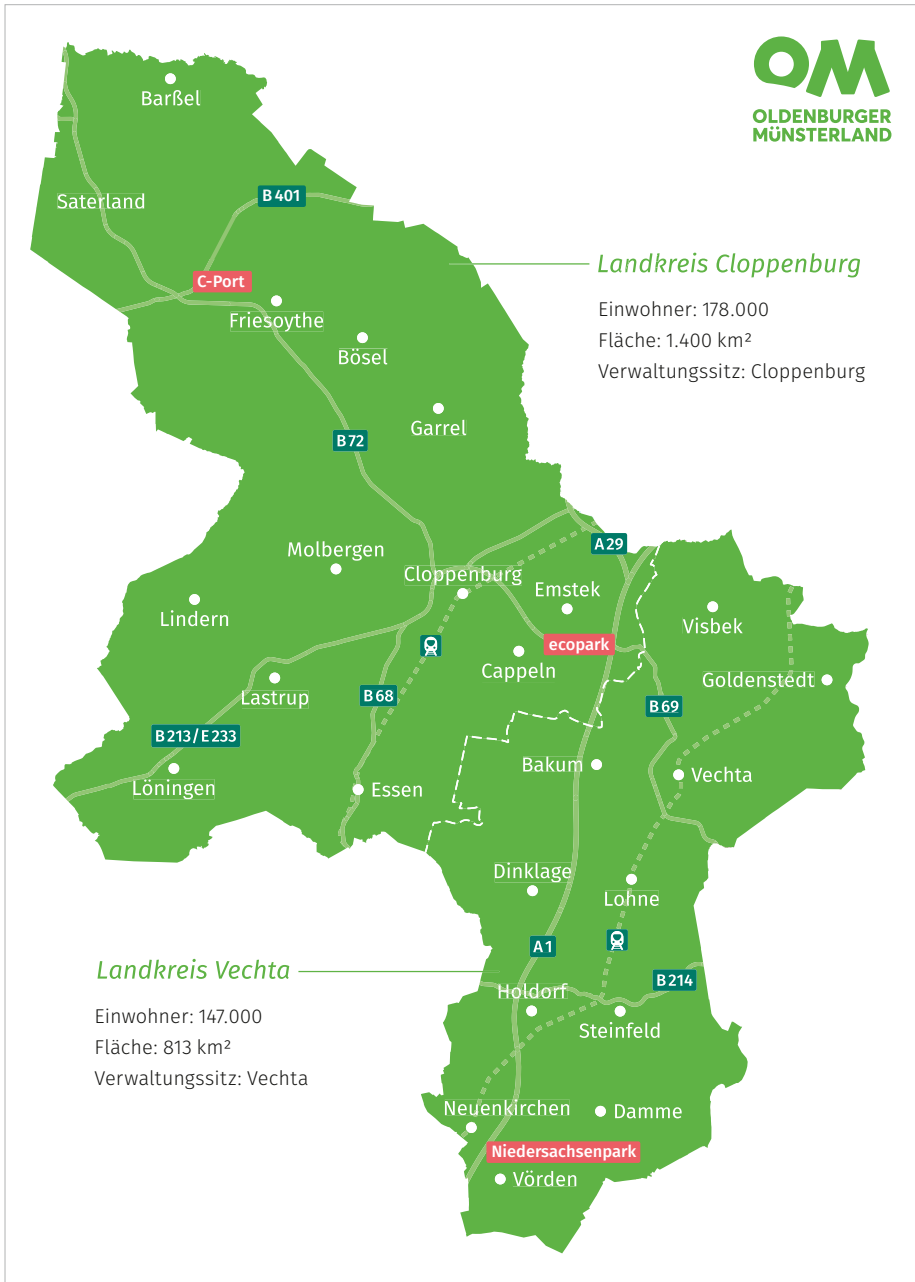 OM
OLDENBURGER
MÜNSTERLAND
Barßel
Saterland
B 401
Landkreis Cloppenburg
Einwohner: 178.000
Fläche: 1.400 km²
Verwaltungssitz: Cloppenburg
C-Port
Friesoythe
Bösel
Garrel
B 72
A 29
Molbergen
Cloppenburg
Emstek
Lindern
Visbek
ecopark
Cappeln
Goldenstedt
Lastrup
B 68
B 69
B 213 / E 233
Bakum
Vechta
Löningen
Essen
Dinklage
Lohne
A 1
Landkreis Vechta
Einwohner: 147.000
Fläche: 813 km²
Verwaltungssitz: Vechta
B 214
Holdorf
Steinfeld
Neuenkirchen
Damme
Niedersachsenpark
Vörden